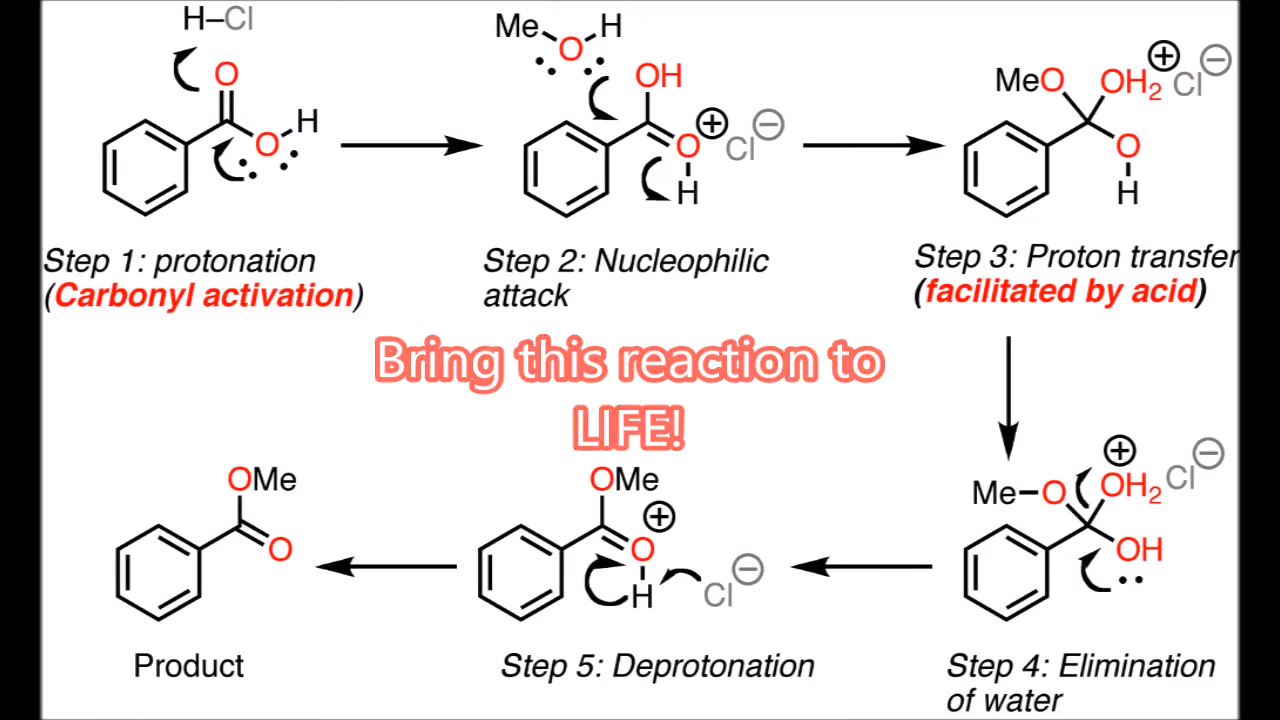 H–Cl
O
O
H
Step 1: protonation
(Carbonyl activation)
Me
O
H
OH
O
⊕
Cl
⊖
H
Step 2: Nucleophilic
attack
MeO
OH₂
⊕
Cl
⊖
O
H
Step 3: Proton transfer
(facilitated by acid)
Bring this reaction to
LIFE!
OMe
O
Product
OMe
⊕
O
H
Cl
⊖
Step 5: Deprotonation
Me–O
⊕
OH₂
Cl
⊖
OH
Step 4: Elimination
of water